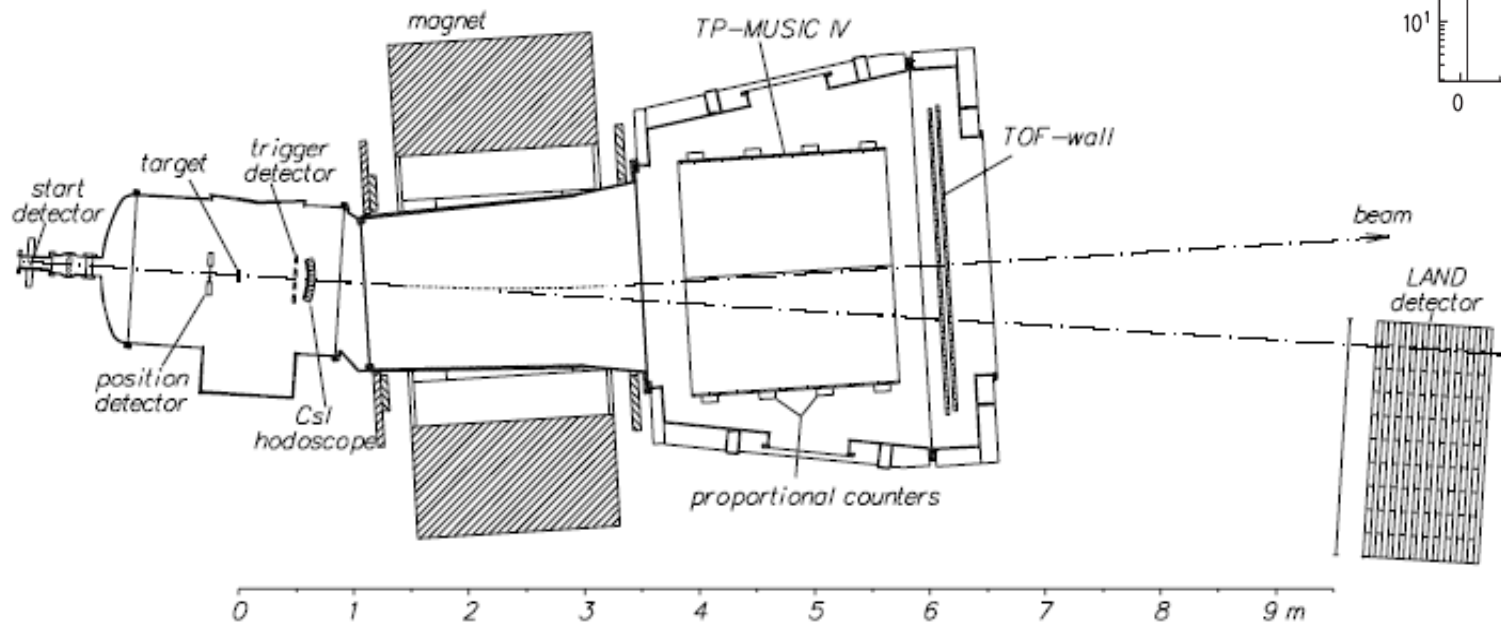 magnet
TP-MUSIC IV
10¹
0
TOF-wall
target
trigger
detector
start
detector
beam
LAND
detector
position
detector
CsI
hodoscope
proportional counters
0 1 2 3 4 5 6 7 8 9 m